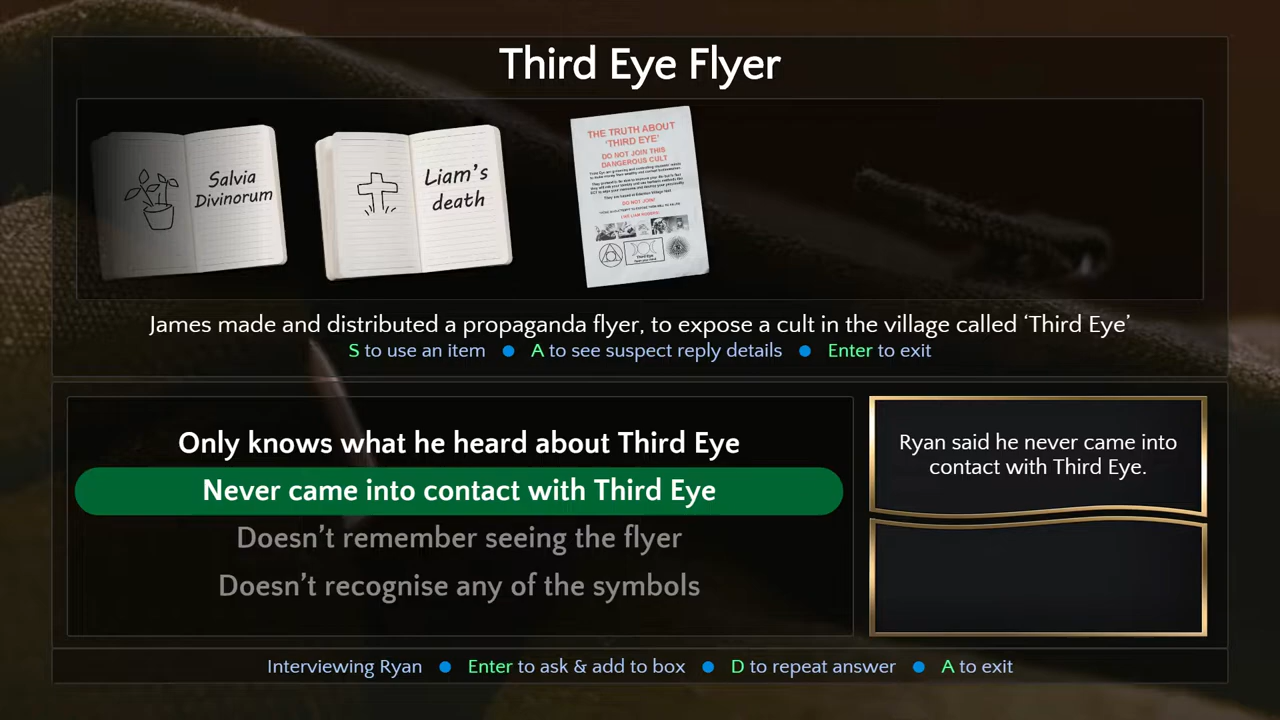 Third Eye Flyer
Salvia
Divinorum
Liam's
death
THE TRUTH ABOUT
'THIRD EYE'
DO NOT JOIN THIS
DANGEROUS CULT
DO NOT JOIN!
Third Eye
James made and distributed a propaganda flyer, to expose a cult in the village called ‘Third Eye’
S to use an item ● A to see suspect reply details ● Enter to exit
Only knows what he heard about Third Eye
Never came into contact with Third Eye
Doesn’t remember seeing the flyer
Doesn’t recognise any of the symbols
Ryan said he never came into
contact with Third Eye.
Interviewing Ryan ● Enter to ask & add to box ● D to repeat answer ● A to exit